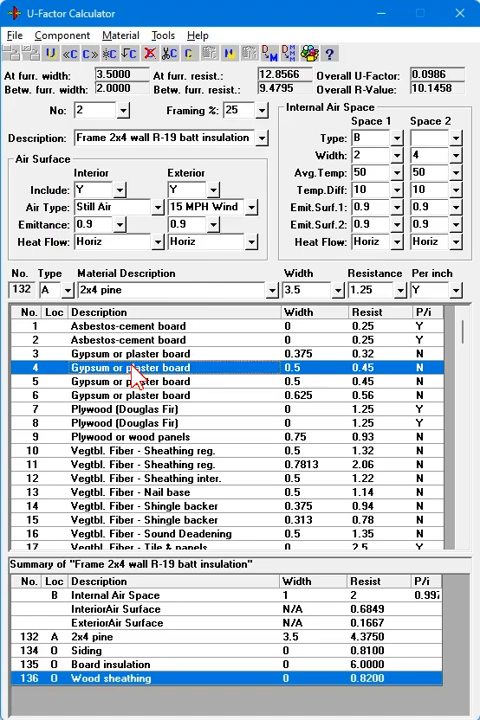 U-Factor Calculator
File Component Material Tools Help
At furr. width: 3.5000 At furr. resist.: 12.8566 Overall U-Factor: 0.0986
Betw. furr. width: 2.0000 Betw. furr. resist.: 9.4795 Overall R-Value: 10.1458
No: 2 Framing %: 25
Description: Frame 2x4 wall R-19 batt insulation
Air Surface
Interior Exterior
Include: Y Y
Air Type: Still Air 15 MPH Wind
Emittance: 0.9 0.9
Heat Flow: Horiz Horiz
Internal Air Space
Space 1 Space 2
Type: B
Width: 2 4
Avg.Temp: 50 50
Temp.Diff: 10 10
Emit.Surf.1: 0.9 0.9
Emit.Surf.2: 0.9 0.9
Heat Flow: Horiz Horiz
No. Type Material Description Width Resistance Per inch
132 A 2x4 pine 3.5 1.25 Y
No. Loc Description Width Resist P/i
1 Asbestos-cement board 0 0.25 Y
2 Asbestos-cement board 0 0.25 Y
3 Gypsum or plaster board 0.375 0.32 N
4 Gypsum or plaster board 0.5 0.45 N
5 Gypsum or plaster board 0.5 0.45 N
6 Gypsum or plaster board 0.625 0.56 N
7 Plywood (Douglas Fir) 0 1.25 Y
8 Plywood (Douglas Fir) 0 1.25 Y
9 Plywood or wood panels 0.75 0.93 N
10 Vegtbl. Fiber - Sheathing reg. 0.5 1.32 N
11 Vegtbl. Fiber - Sheathing reg. 0.7813 2.06 N
12 Vegtbl. Fiber - Sheathing inter. 0.5 1.22 N
13 Vegtbl. Fiber - Nail base 0.5 1.14 N
14 Vegtbl. Fiber - Shingle backer 0.375 0.94 N
15 Vegtbl. Fiber - Shingle backer 0.313 0.78 N
16 Vegtbl. Fiber - Sound Deadening 0.5 1.35 N
17 Vegtbl. Fiber - Tile & panels 0 2.5 Y
Summary of "Frame 2x4 wall R-19 batt insulation"
No. Loc Description Width Resist P/i
B Internal Air Space 1 2 0.997
InteriorAir Surface N/A 0.6849
ExteriorAir Surface N/A 0.1667
132 A 2x4 pine 3.5 4.3750
134 O Siding 0 0.8100
135 O Board insulation 0 6.0000
136 O Wood sheathing 0 0.8200